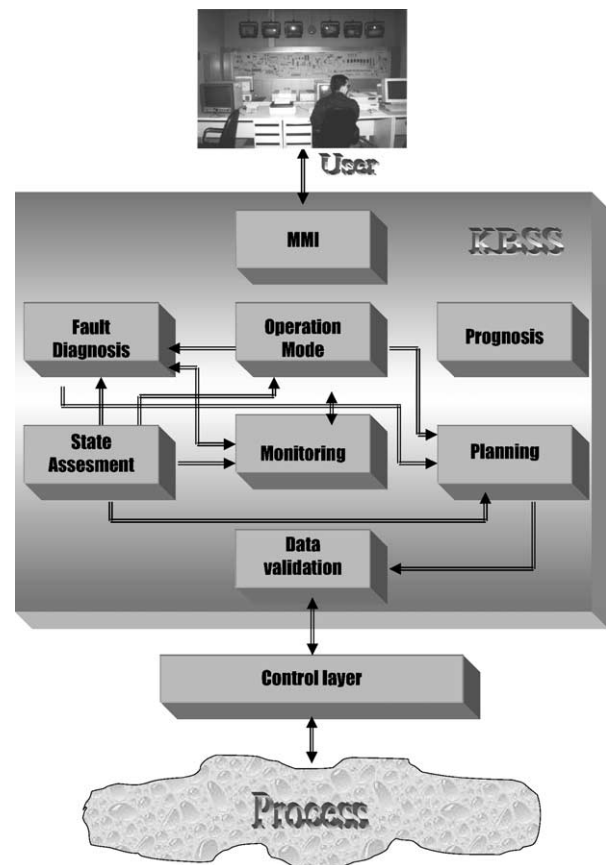 User
MMI
KBSS
Fault
Diagnosis
Operation
Mode
Prognosis
State
Assesment
Monitoring
Planning
Data
validation
Control layer
Process